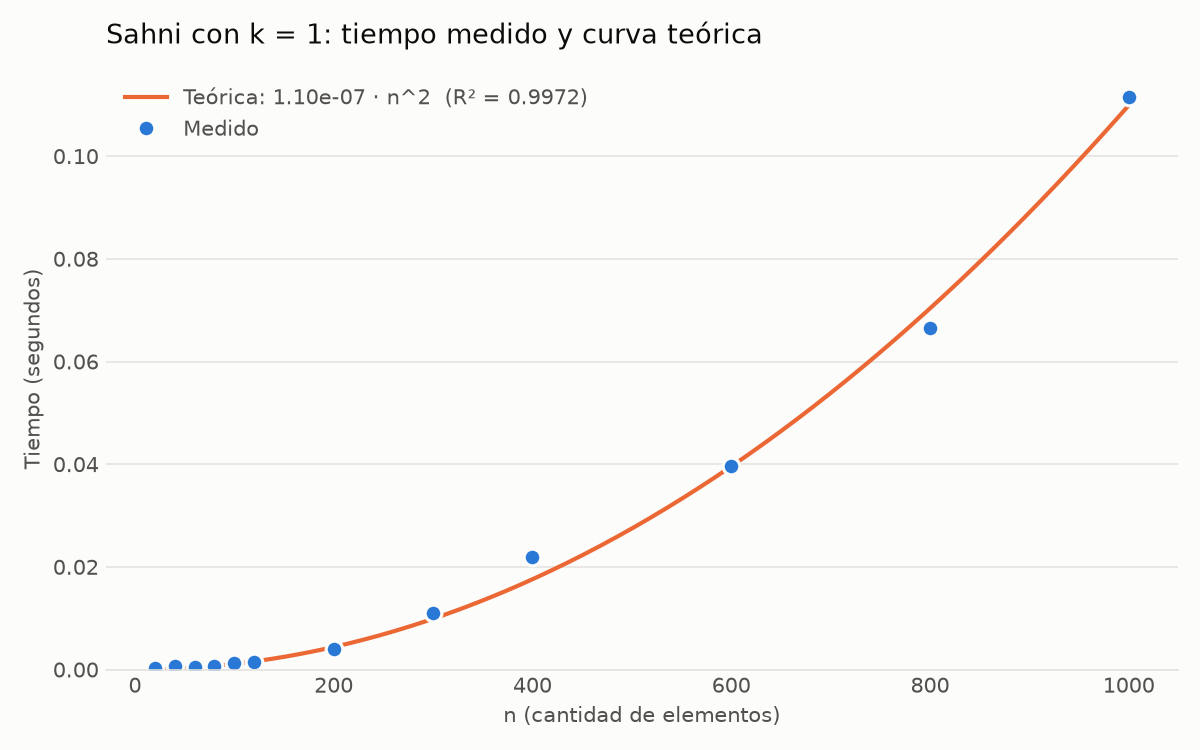 Sahni con k = 1: tiempo medido y curva teórica
Teórica: 1.10e-07 · n^2  (R² = 0.9972)
Medido
0.10
0.08
0.06
0.04
0.02
0.00
Tiempo (segundos)
0 200 400 600 800 1000
n (cantidad de elementos)